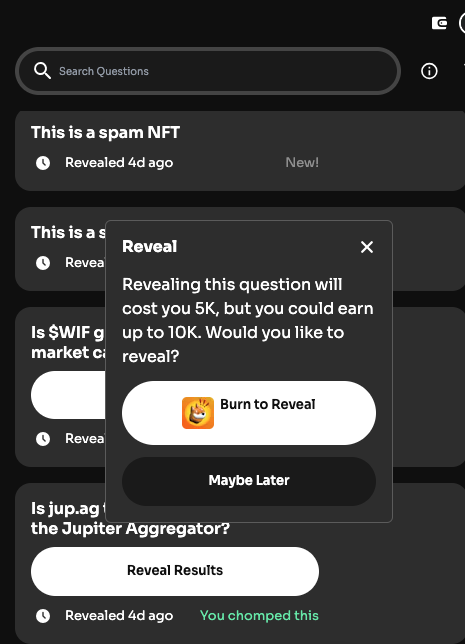 Search Questions
This is a spam NFT
Revealed 4d ago
New!
This is a s
Revea
Reveal
Revealing this question will
cost you 5K, but you could earn
up to 10K. Would you like to
reveal?
Burn to Reveal
Maybe Later
Is $WIF g
market ca
Revea
Is jup.ag
the Jupiter Aggregator?
Reveal Results
Revealed 4d ago
You chomped this